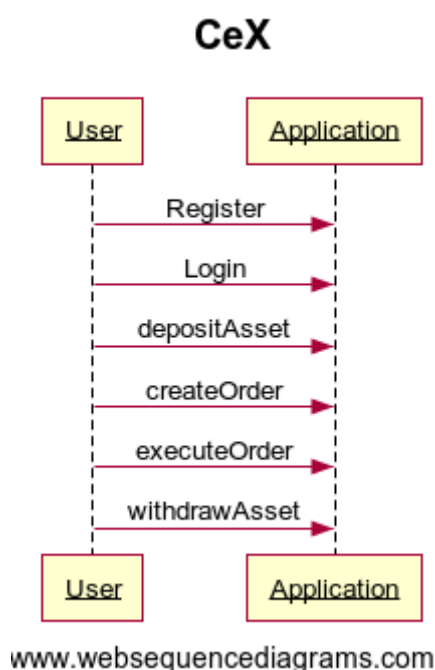 CeX
User Application
Register
Login
depositAsset
createOrder
executeOrder
withdrawAsset
User Application
www.websequencediagrams.com